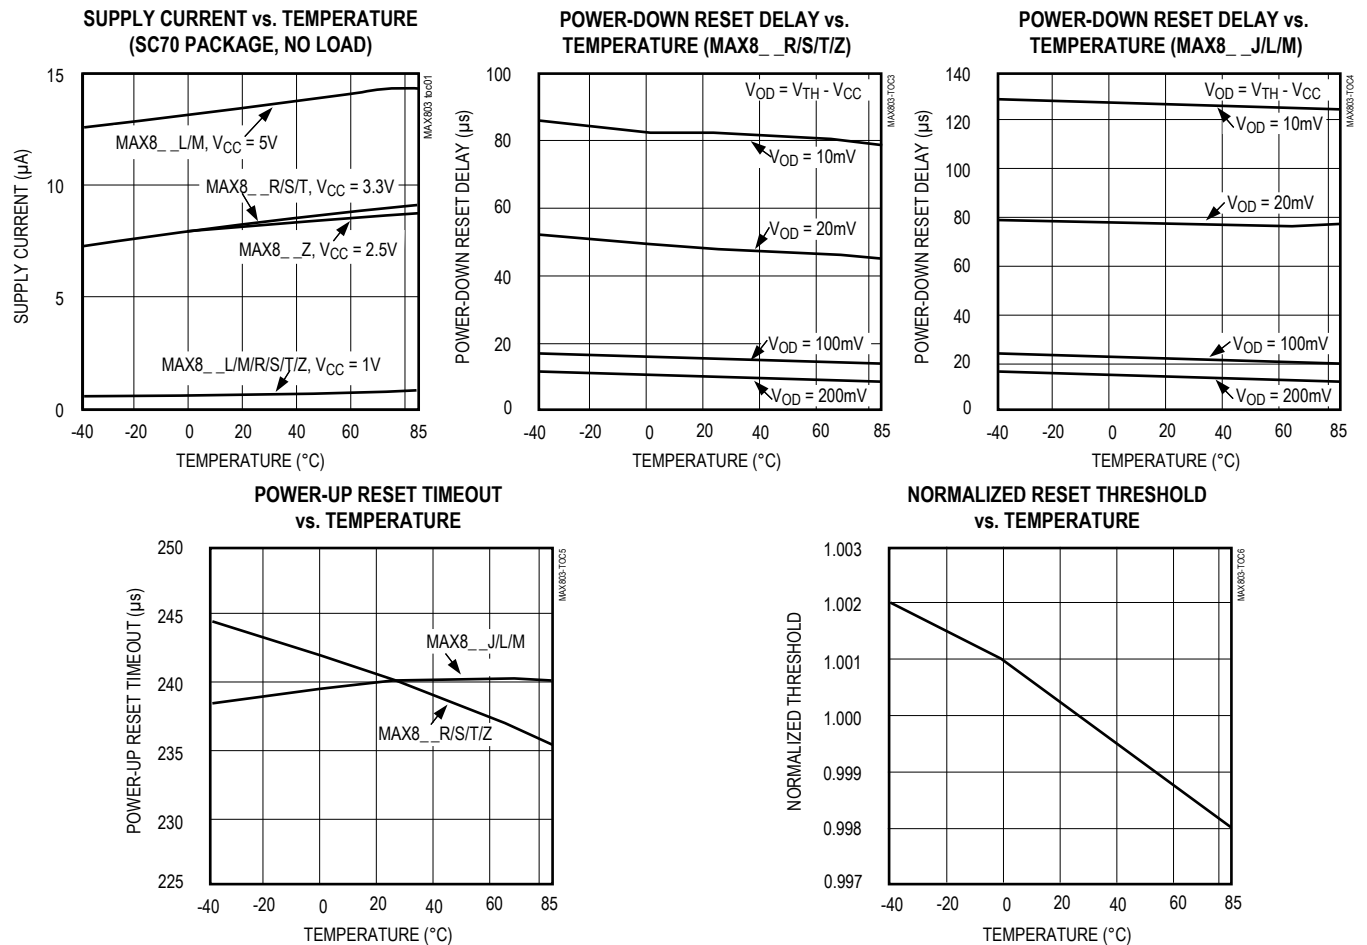 SUPPLY CURRENT vs. TEMPERATURE
(SC70 PACKAGE, NO LOAD)
MAX803 toc01
SUPPLY CURRENT (µA)
15
10
5
0
MAX8_ _L/M, VCC = 5V
MAX8_ _R/S/T, VCC = 3.3V
MAX8_ _Z, VCC = 2.5V
MAX8_ _L/M/R/S/T/Z, VCC = 1V
-40 -20 0 20 40 60 85
TEMPERATURE (°C)
POWER-DOWN RESET DELAY vs.
TEMPERATURE (MAX8_ _R/S/T/Z)
MAX803-TOC3
POWER-DOWN RESET DELAY (µs)
100
80
60
40
20
0
VOD = VTH - VCC
VOD = 10mV
VOD = 20mV
VOD = 100mV
VOD = 200mV
-40 -20 0 20 40 60 85
TEMPERATURE (°C)
POWER-DOWN RESET DELAY vs.
TEMPERATURE (MAX8_ _J/L/M)
MAX803-TOC4
POWER-DOWN RESET DELAY (µs)
140
120
100
80
60
40
20
0
VOD = VTH - VCC
VOD = 10mV
VOD = 20mV
VOD = 100mV
VOD = 200mV
-40 -20 0 20 40 60 85
TEMPERATURE (°C)
POWER-UP RESET TIMEOUT
vs. TEMPERATURE
MAX803-TOC5
POWER-UP RESET TIMEOUT (µs)
250
245
240
235
230
225
MAX8_ _J/L/M
MAX8_ _R/S/T/Z
-40 -20 0 20 40 60 85
TEMPERATURE (°C)
NORMALIZED RESET THRESHOLD
vs. TEMPERATURE
MAX803-TOC6
NORMALIZED THRESHOLD
1.003
1.002
1.001
1.000
0.999
0.998
0.997
-40 -20 0 20 40 60 85
TEMPERATURE (°C)